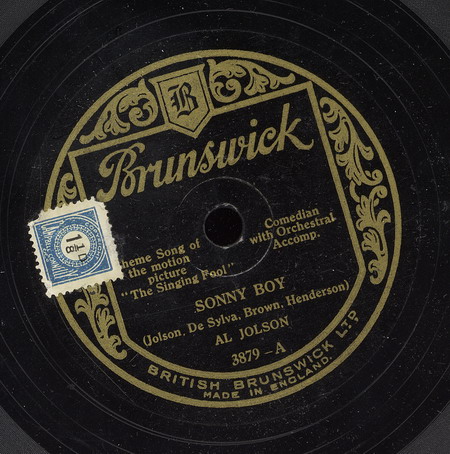 B
Brunswick
heme Song of
the motion
picture
"The Singing Fool"
Comedian
with Orchestral
Accomp.
SONNY BOY
(Jolson, De Sylva, Brown, Henderson)
AL JOLSON
3879 - A
BRITISH BRUNSWICK LTD
MADE IN ENGLAND.